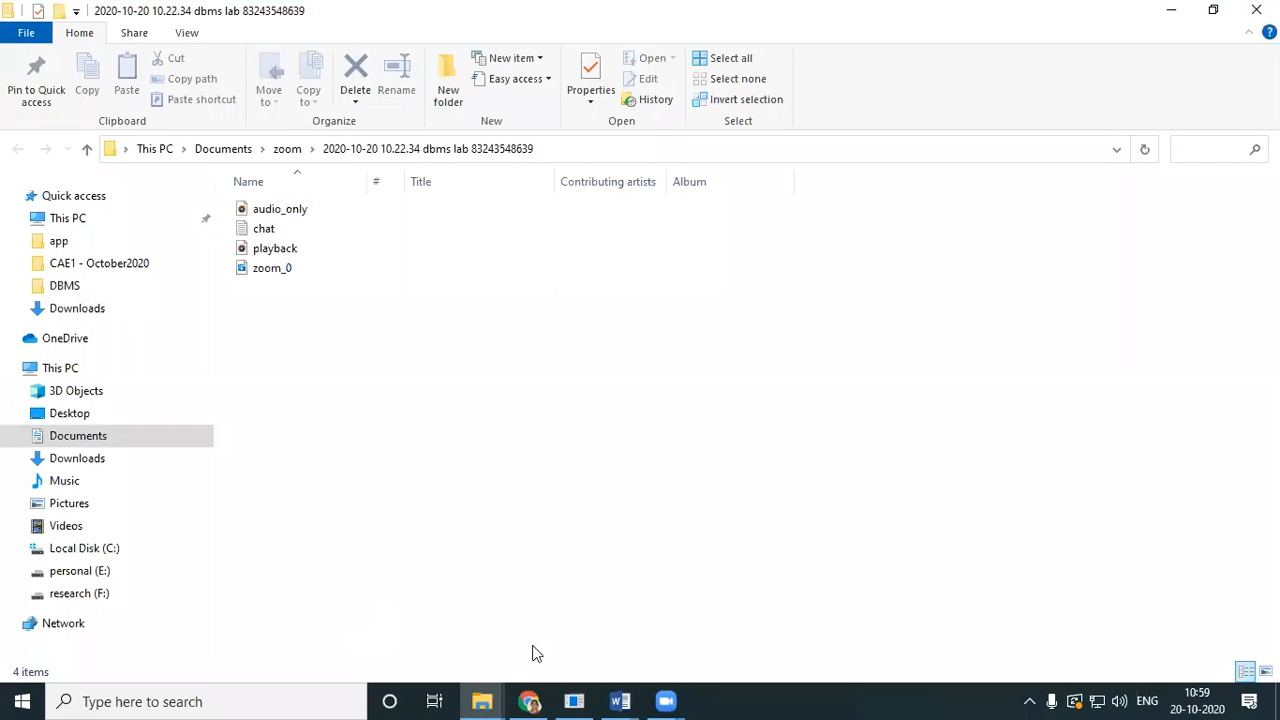 2020-10-20 10.22.34 dbms lab 83243548639
File Home Share View
Pin to Quick access
Copy
Paste
Cut
Copy path
Paste shortcut
Clipboard
Move to
Copy to
Delete
Rename
Organize
New folder
New item
Easy access
New
Properties
Open
Edit
History
Open
Select all
Select none
Invert selection
Select
This PC Documents zoom 2020-10-20 10.22.34 dbms lab 83243548639
Name # Title Contributing artists Album
audio_only
chat
playback
zoom_0
Quick access
This PC
app
CAE1 - October2020
DBMS
Downloads
OneDrive
This PC
3D Objects
Desktop
Documents
Downloads
Music
Pictures
Videos
Local Disk (C:)
personal (E:)
research (F:)
Network
4 items
Type here to search
ENG
10:59
20-10-2020